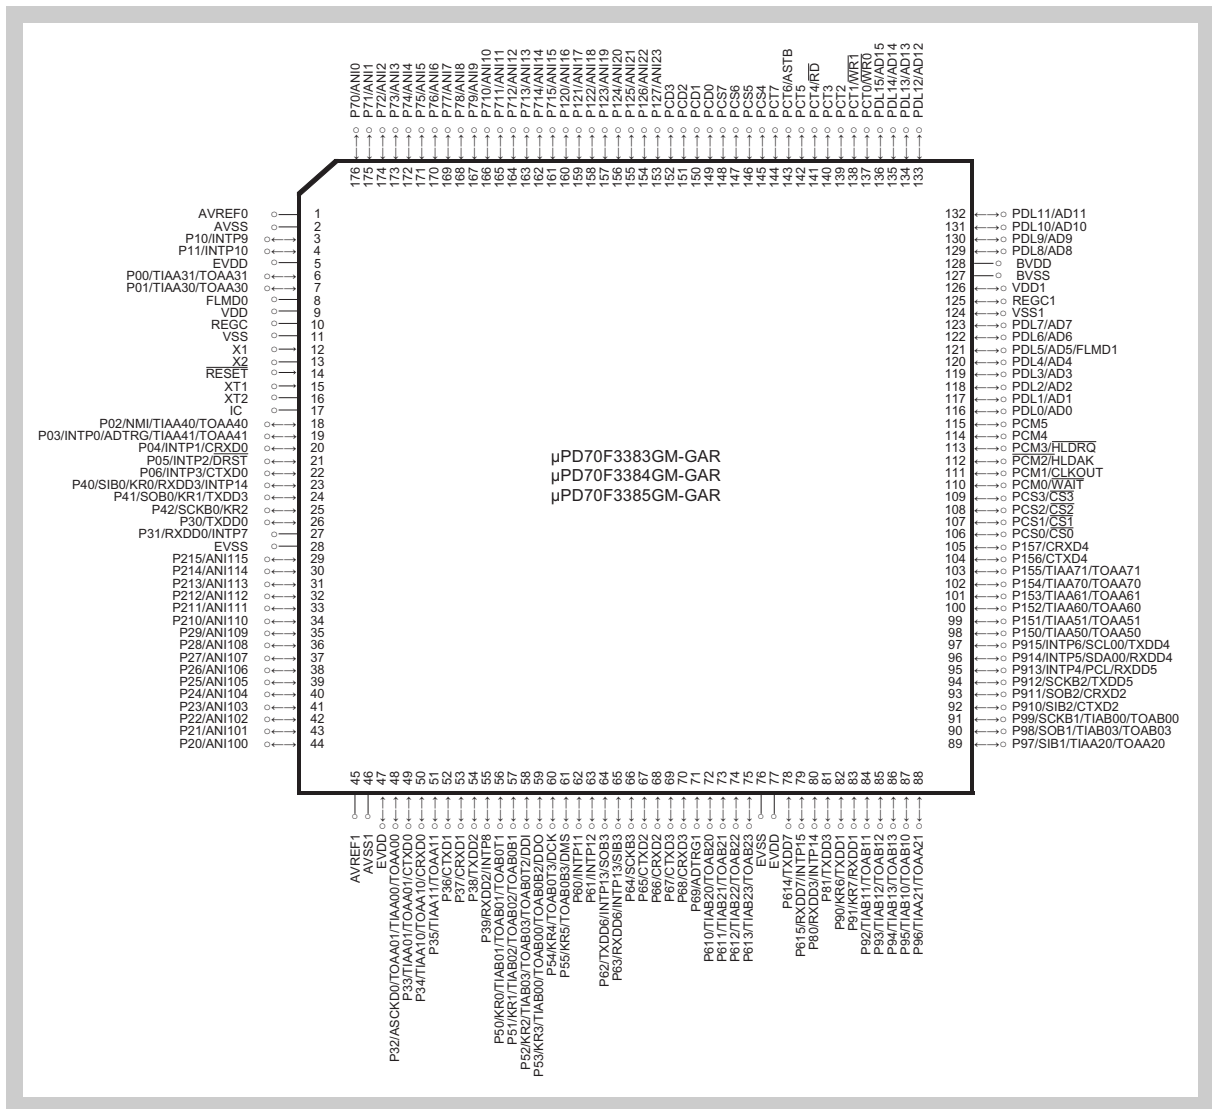 P70/ANI0
P71/ANI1
P72/ANI2
P73/ANI3
P74/ANI4
P75/ANI5
P76/ANI6
P77/ANI7
P78/ANI8
P79/ANI9
P710/ANI10
P711/ANI11
P712/ANI12
P713/ANI13
P714/ANI14
P715/ANI15
P120/ANI16
P121/ANI17
P122/ANI18
P123/ANI19
P124/ANI20
P125/ANI21
P126/ANI22
P127/ANI23
PCD3
PCD2
PCD1
PCD0
PCS7
PCS6
PCS5
PCS4
PCT7
PCT6/ASTB
PCT5
PCT4/RD
PCT3
PCT2
PCT1/WR1
PCT0/WR0
PDL15/AD15
PDL14/AD14
PDL13/AD13
PDL12/AD12
176
175
174
173
172
171
170
169
168
167
166
165
164
163
162
161
160
159
158
157
156
155
154
153
152
151
150
149
148
147
146
145
144
143
142
141
140
139
138
137
136
135
134
133
AVREF0 1
AVSS 2
P10/INTP9 3
P11/INTP10 4
EVDD 5
P00/TIAA31/TOAA31 6
P01/TIAA30/TOAA30 7
FLMD0 8
VDD 9
REGC 10
VSS 11
X1 12
X2 13
RESET 14
XT1 15
XT2 16
IC 17
P02/NMI/TIAA40/TOAA40 18
P03/INTP0/ADTRG/TIAA41/TOAA41 19
P04/INTP1/CRXD0 20
P05/INTP2/DRST 21
P06/INTP3/CTXD0 22
P40/SIB0/KR0/RXDD3/INTP14 23
P41/SOB0/KR1/TXDD3 24
P42/SCKB0/KR2 25
P30/TXDD0 26
P31/RXDD0/INTP7 27
EVSS 28
P215/ANI115 29
P214/ANI114 30
P213/ANI113 31
P212/ANI112 32
P211/ANI111 33
P210/ANI110 34
P29/ANI109 35
P28/ANI108 36
P27/ANI107 37
P26/ANI106 38
P25/ANI105 39
P24/ANI104 40
P23/ANI103 41
P22/ANI102 42
P21/ANI101 43
P20/ANI100 44
µPD70F3383GM-GAR
µPD70F3384GM-GAR
µPD70F3385GM-GAR
132 PDL11/AD11
131 PDL10/AD10
130 PDL9/AD9
129 PDL8/AD8
128 BVDD
127 BVSS
126 VDD1
125 REGC1
124 VSS1
123 PDL7/AD7
122 PDL6/AD6
121 PDL5/AD5/FLMD1
120 PDL4/AD4
119 PDL3/AD3
118 PDL2/AD2
117 PDL1/AD1
116 PDL0/AD0
115 PCM5
114 PCM4
113 PCM3/HLDRQ
112 PCM2/HLDAK
111 PCM1/CLKOUT
110 PCM0/WAIT
109 PCS3/CS3
108 PCS2/CS2
107 PCS1/CS1
106 PCS0/CS0
105 P157/CRXD4
104 P156/CTXD4
103 P155/TIAA71/TOAA71
102 P154/TIAA70/TOAA70
101 P153/TIAA61/TOAA61
100 P152/TIAA60/TOAA60
99 P151/TIAA51/TOAA51
98 P150/TIAA50/TOAA50
97 P915/INTP6/SCL00/TXDD4
96 P914/INTP5/SDA00/RXDD4
95 P913/INTP4/PCL/RXDD5
94 P912/SCKB2/TXDD5
93 P911/SOB2/CRXD2
92 P910/SIB2/CTXD2
91 P99/SCKB1/TIAB00/TOAB00
90 P98/SOB1/TIAB03/TOAB03
89 P97/SIB1/TIAA20/TOAA20
45
46
47
48
49
50
51
52
53
54
55
56
57
58
59
60
61
62
63
64
65
66
67
68
69
70
71
72
73
74
75
76
77
78
79
80
81
82
83
84
85
86
87
88
AVREF1
AVSS1
EVDD
P32/ASCKD0/TOAA01/TIAA00/TOAA00
P33/TIAA01/TOAA01/CTXD0
P34/TIAA10/TOAA10/CRXD0
P35/TIAA11/TOAA11
P36/CTXD1
P37/CRXD1
P38/TXDD2
P39/RXDD2/INTP8
P50/KR0/TIAB01/TOAB01/TOAB0T1
P51/KR1/TIAB02/TOAB02/TOAB0B1
P52/KR2/TIAB03/TOAB03/TOAB0T2/DDI
P53/KR3/TIAB00/TOAB00/TOAB0B2/DDO
P54/KR4/TOAB0T3/DCK
P55/KR5/TOAB0B3/DMS
P60/INTP11
P61/INTP12
P62/TXDD6/INTP13/SOB3
P63/RXDD6/INTP13/SIB3
P64/SCKB3
P65/CTXD2
P66/CRXD2
P67/CTXD3
P68/CRXD3
P69/ADTRG1
P610/TIAB20/TOAB20
P611/TIAB21/TOAB21
P612/TIAB22/TOAB22
P613/TIAB23/TOAB23
EVSS
EVDD
P614/TXDD7
P615/RXDD7/INTP15
P80/RXDD3/INTP14
P81/TXDD3
P90/KR6/TXDD1
P91/KR7/RXDD1
P92/TIAB11/TOAB11
P93/TIAB12/TOAB12
P94/TIAB13/TOAB13
P95/TIAB10/TOAB10
P96/TIAA21/TOAA21